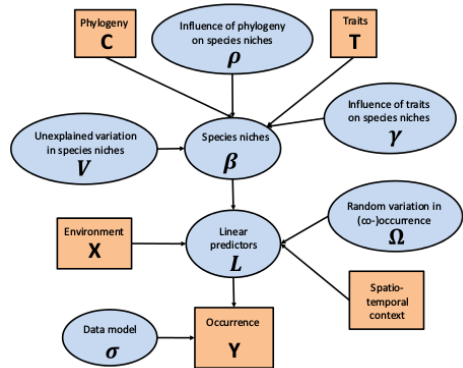 Phylogeny
C
Influence of phylogeny
on species niches
ρ
Traits
T
Unexplained variation
in species niches
V
Species niches
β
Influence of traits
on species niches
γ
Environment
X
Linear
predictors
L
Random variation in
(co-)occurrence
Ω
Spatio-
temporal
context
Data model
σ
Occurrence
Y